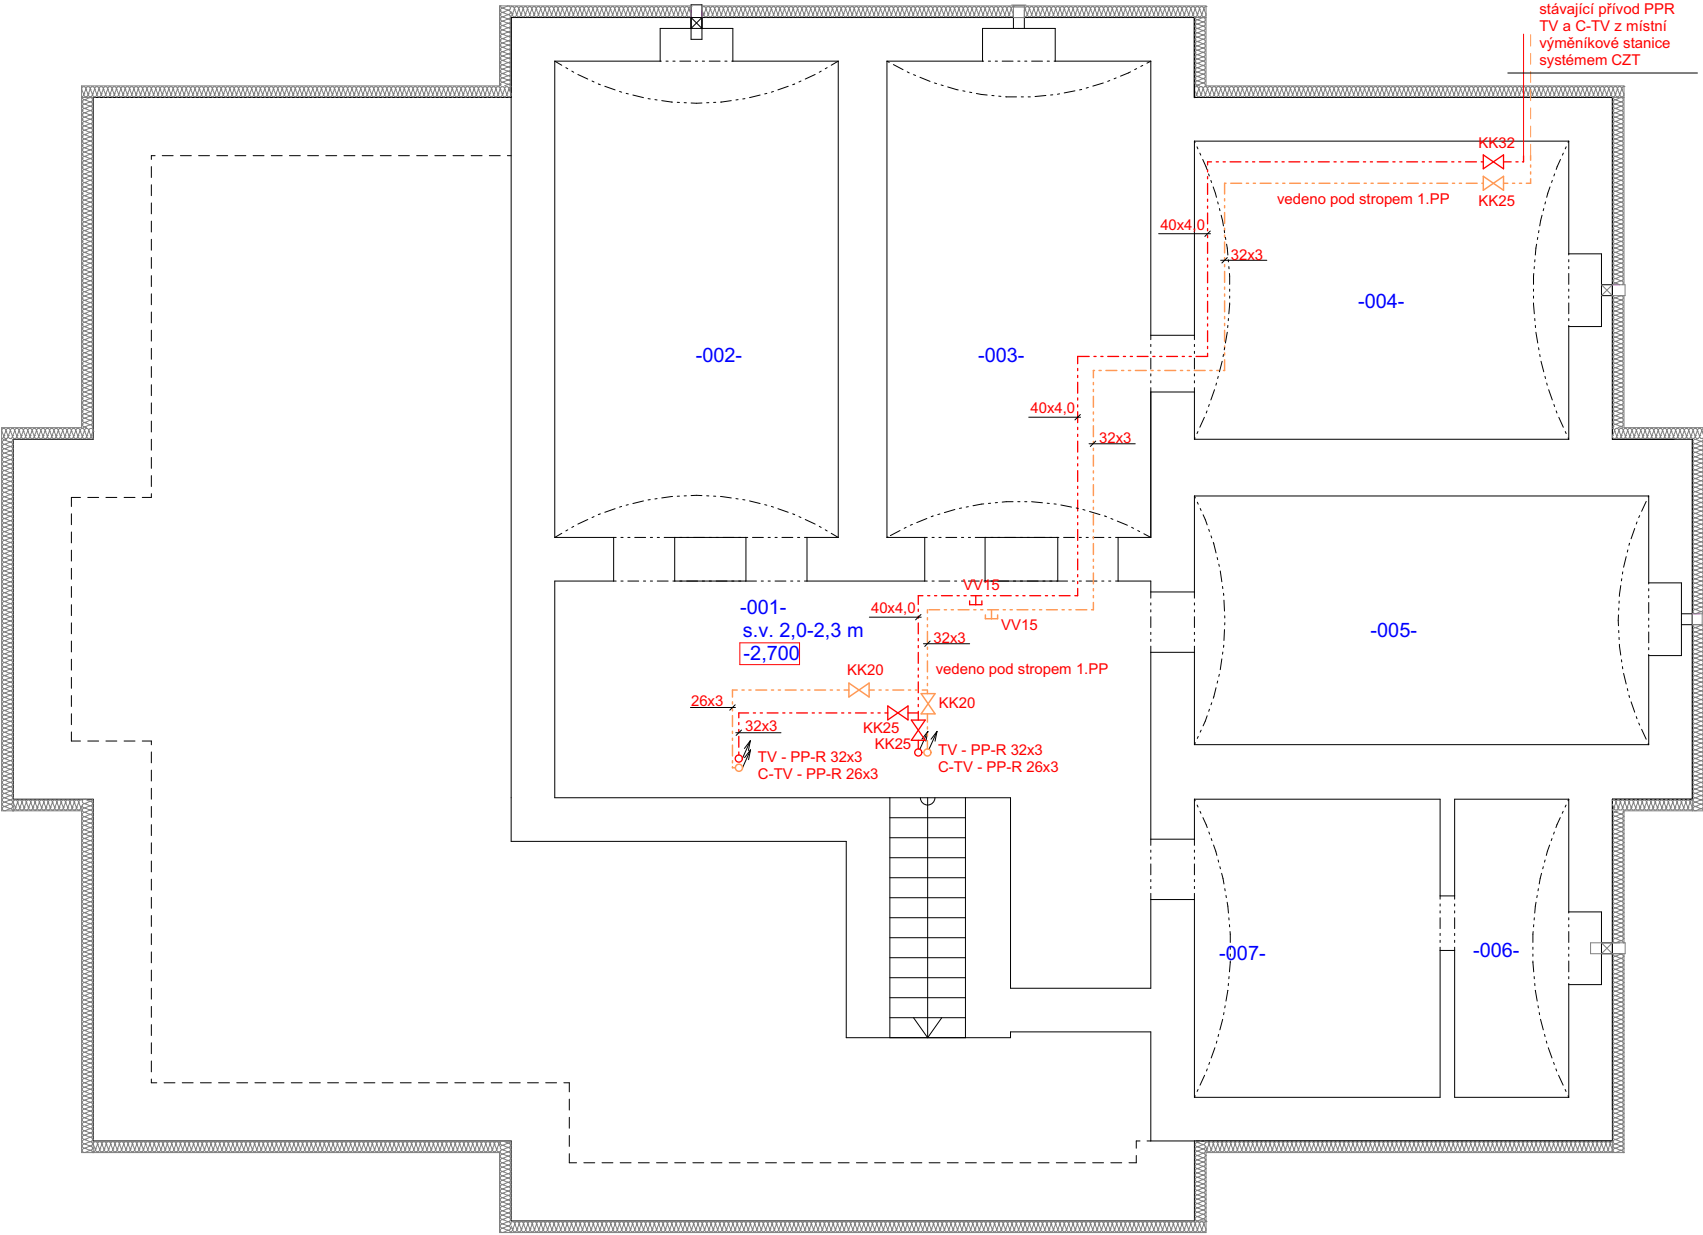 stávající přívod PPR
TV a C-TV z místní
výměníkové stanice
systémem CZT
KK32
KK25
vedeno pod stropem 1.PP
40x4,0
32x3
-004-
-002-
-003-
40x4,0
32x3
VV15
VV15
-001-
s.v. 2,0-2,3 m
-2,700
40x4,0
32x3
vedeno pod stropem 1.PP
-005-
KK20
26x3
KK20
32x3
KK25
KK25
TV - PP-R 32x3
C-TV - PP-R 26x3
TV - PP-R 32x3
C-TV - PP-R 26x3
-007-
-006-